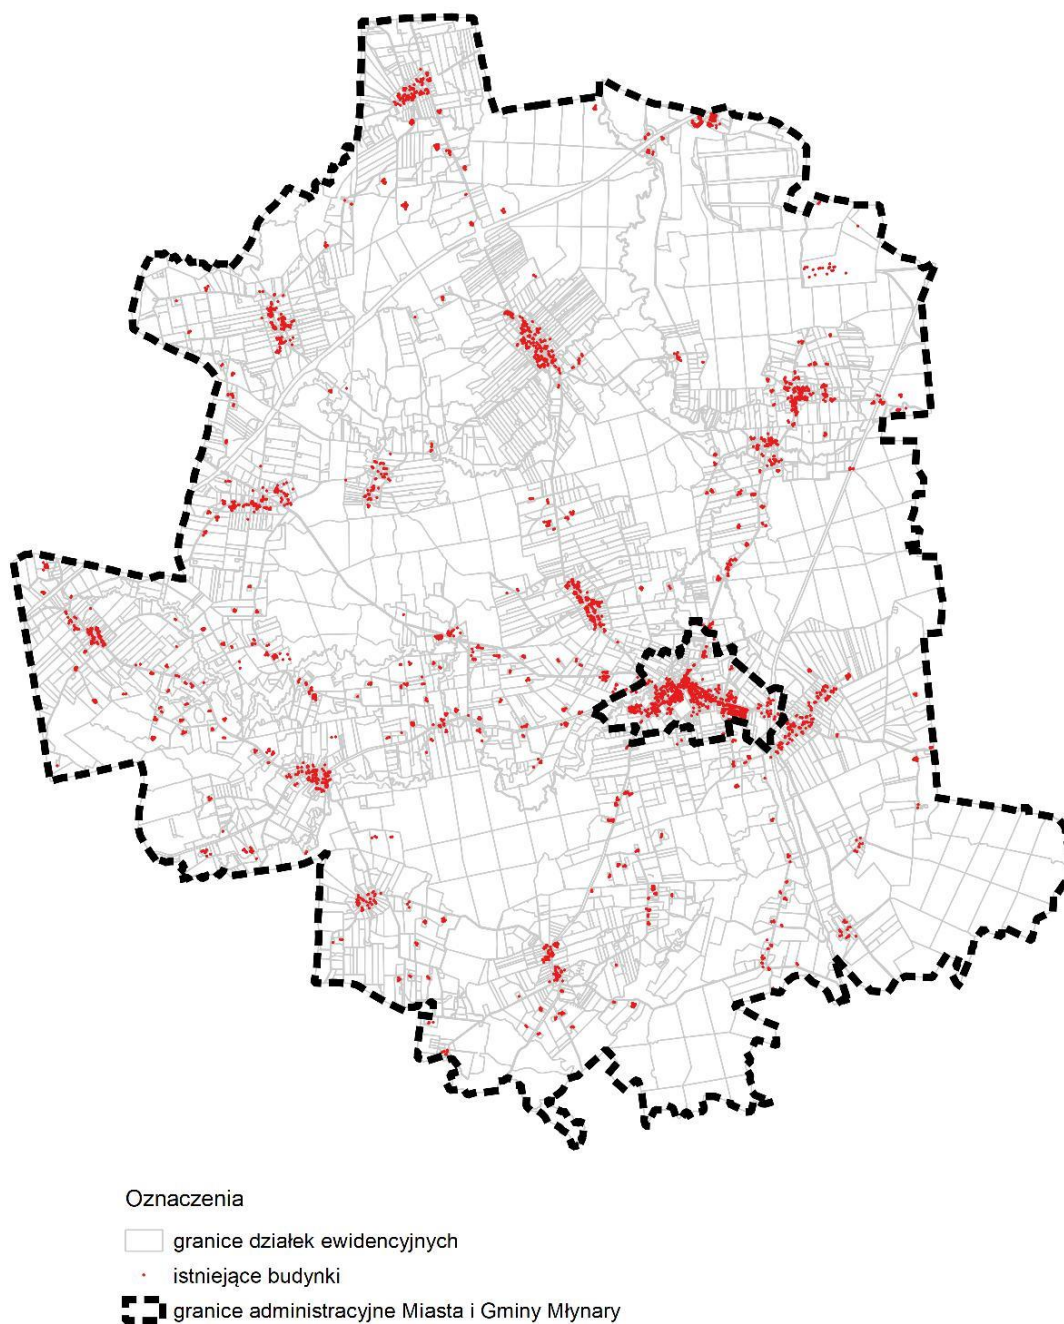 Oznaczenia
granice działek ewidencyjnych
istniejące budynki
granice administracyjne Miasta i Gminy Młynary